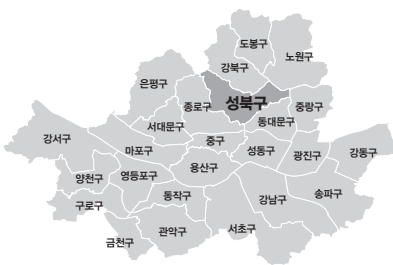 도봉구
노원구
강북구
은평구
성북구
종로구
중랑구
동대문구
서대문구
강서구
중구
마포구
성동구
광진구
강동구
용산구
영등포구
양천구
동작구
강남구
송파구
구로구
서초구
관악구
금천구